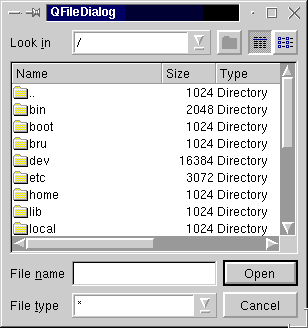 QFileDialog
Look in /
Name Size Type
.. 1024 Directory
bin 2048 Directory
boot 1024 Directory
bru 1024 Directory
dev 16384 Directory
etc 3072 Directory
home 1024 Directory
lib 1024 Directory
local 1024 Directory
File name Open
File type * Cancel